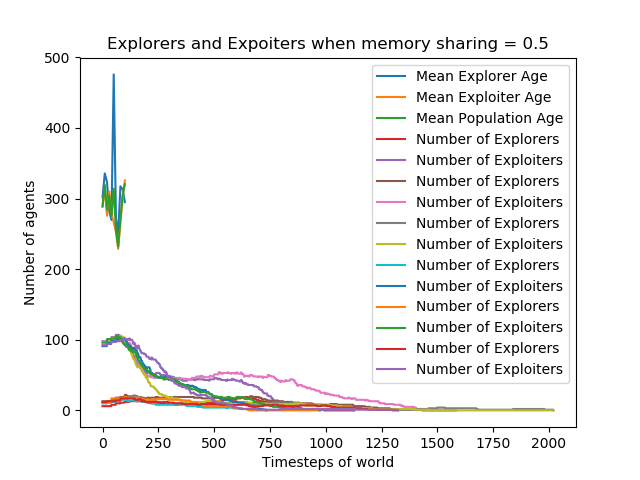 Explorers and Expoiters when memory sharing = 0.5
Number of agents
500
400
300
200
100
0
Mean Explorer Age
Mean Exploiter Age
Mean Population Age
Number of Explorers
Number of Exploiters
Number of Explorers
Number of Exploiters
Number of Explorers
Number of Exploiters
Number of Explorers
Number of Exploiters
Number of Explorers
Number of Exploiters
Number of Explorers
Number of Exploiters
0 250 500 750 1000 1250 1500 1750 2000
Timesteps of world